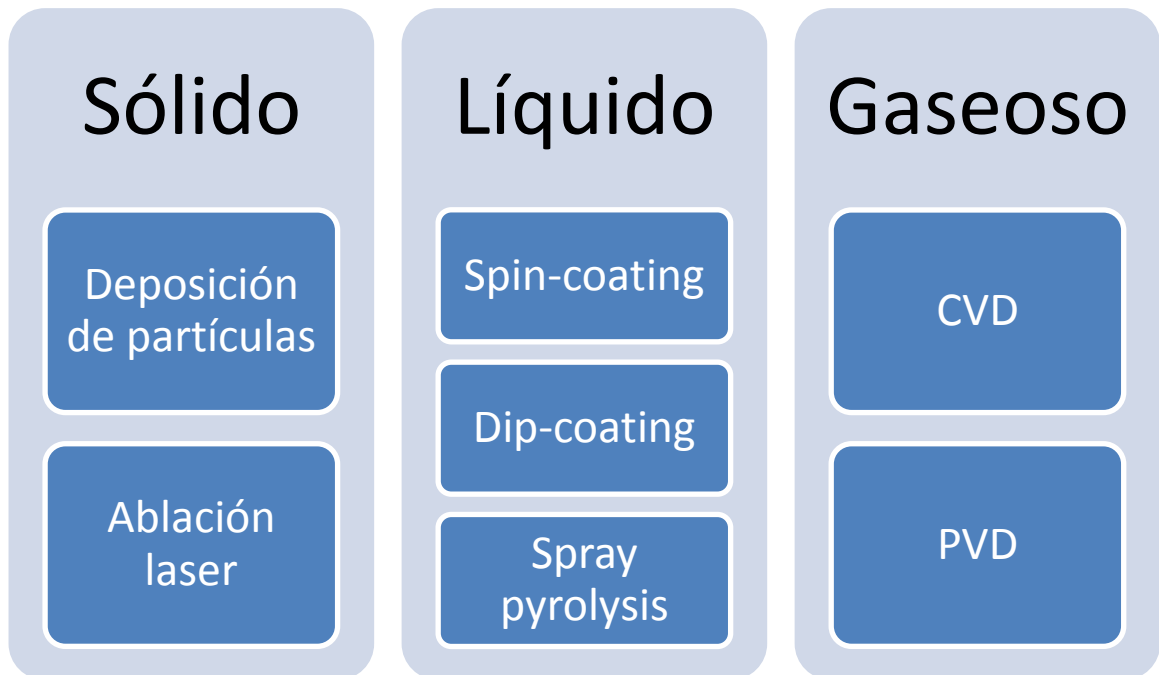 Sólido
Deposición
de partículas
Ablación
laser
Líquido
Spin-coating
Dip-coating
Spray
pyrolysis
Gaseoso
CVD
PVD